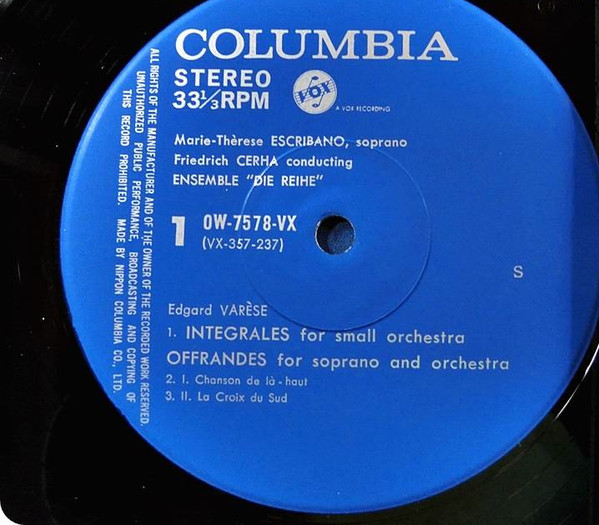 COLUMBIA
STEREO
33⅓RPM
VOX
A VOX RECORDING
Marie-Thèrese ESCRIBANO, soprano
Friedrich CERHA conducting
ENSEMBLE "DIE REIHE"
1 OW-7578-VX
(VX-357-237)
S
Edgard VARÈSE
1. INTEGRALES for small orchestra
OFFRANDES for soprano and orchestra
2. I. Chanson de là-haut
3. II. La Croix du Sud
ALL RIGHTS OF THE MANUFACTURER AND OF THE OWNER OF THE RECORDED WORK RESERVED.
UNAUTHORIZED PUBLIC PERFORMANCE, BROADCASTING AND COPYING OF
THIS RECORD PROHIBITED. MADE BY NIPPON COLUMBIA CO., LTD.